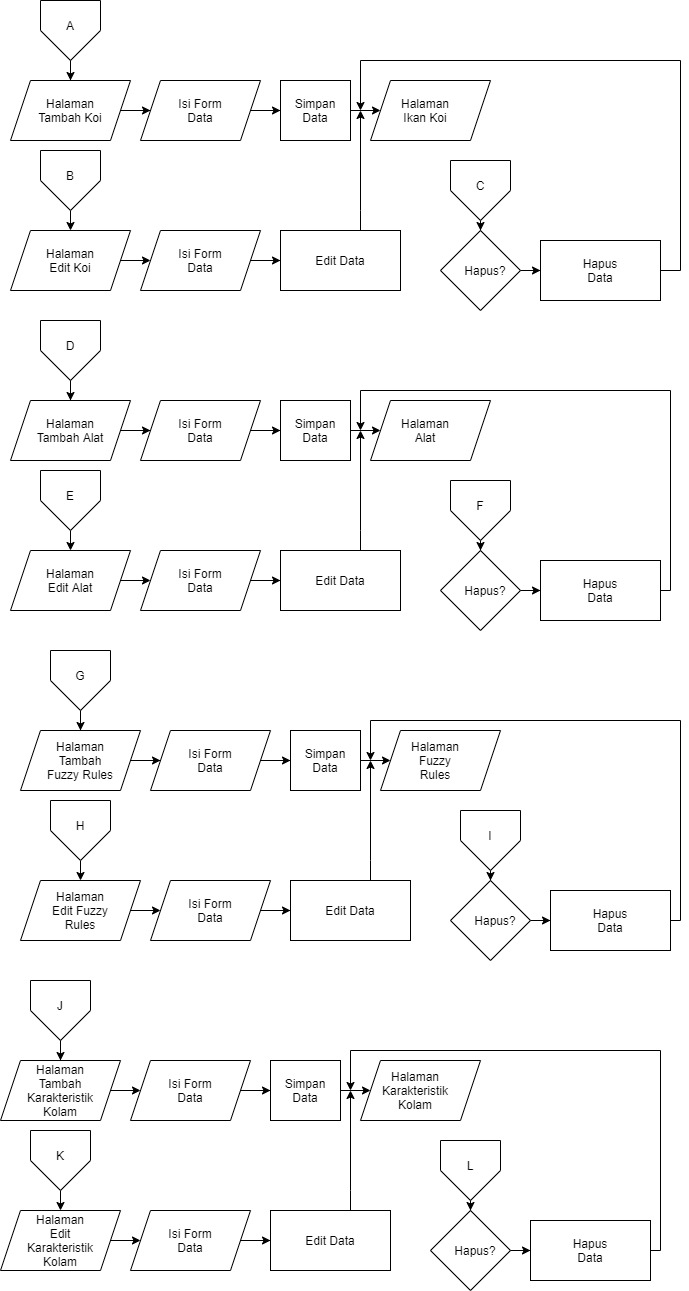 A
Halaman
Tambah Koi
Isi Form
Data
Simpan
Data
Halaman
Ikan Koi
B
Halaman
Edit Koi
Isi Form
Data
Edit Data
C
Hapus?
Hapus
Data
D
Halaman
Tambah Alat
Isi Form
Data
Simpan
Data
Halaman
Alat
E
Halaman
Edit Alat
Isi Form
Data
Edit Data
F
Hapus?
Hapus
Data
G
Halaman
Tambah
Fuzzy Rules
Isi Form
Data
Simpan
Data
Halaman
Fuzzy
Rules
H
Halaman
Edit Fuzzy
Rules
Isi Form
Data
Edit Data
I
Hapus?
Hapus
Data
J
Halaman
Tambah
Karakteristik
Kolam
Isi Form
Data
Simpan
Data
Halaman
Karakteristik
Kolam
K
Halaman
Edit
Karakteristik
Kolam
Isi Form
Data
Edit Data
L
Hapus?
Hapus
Data